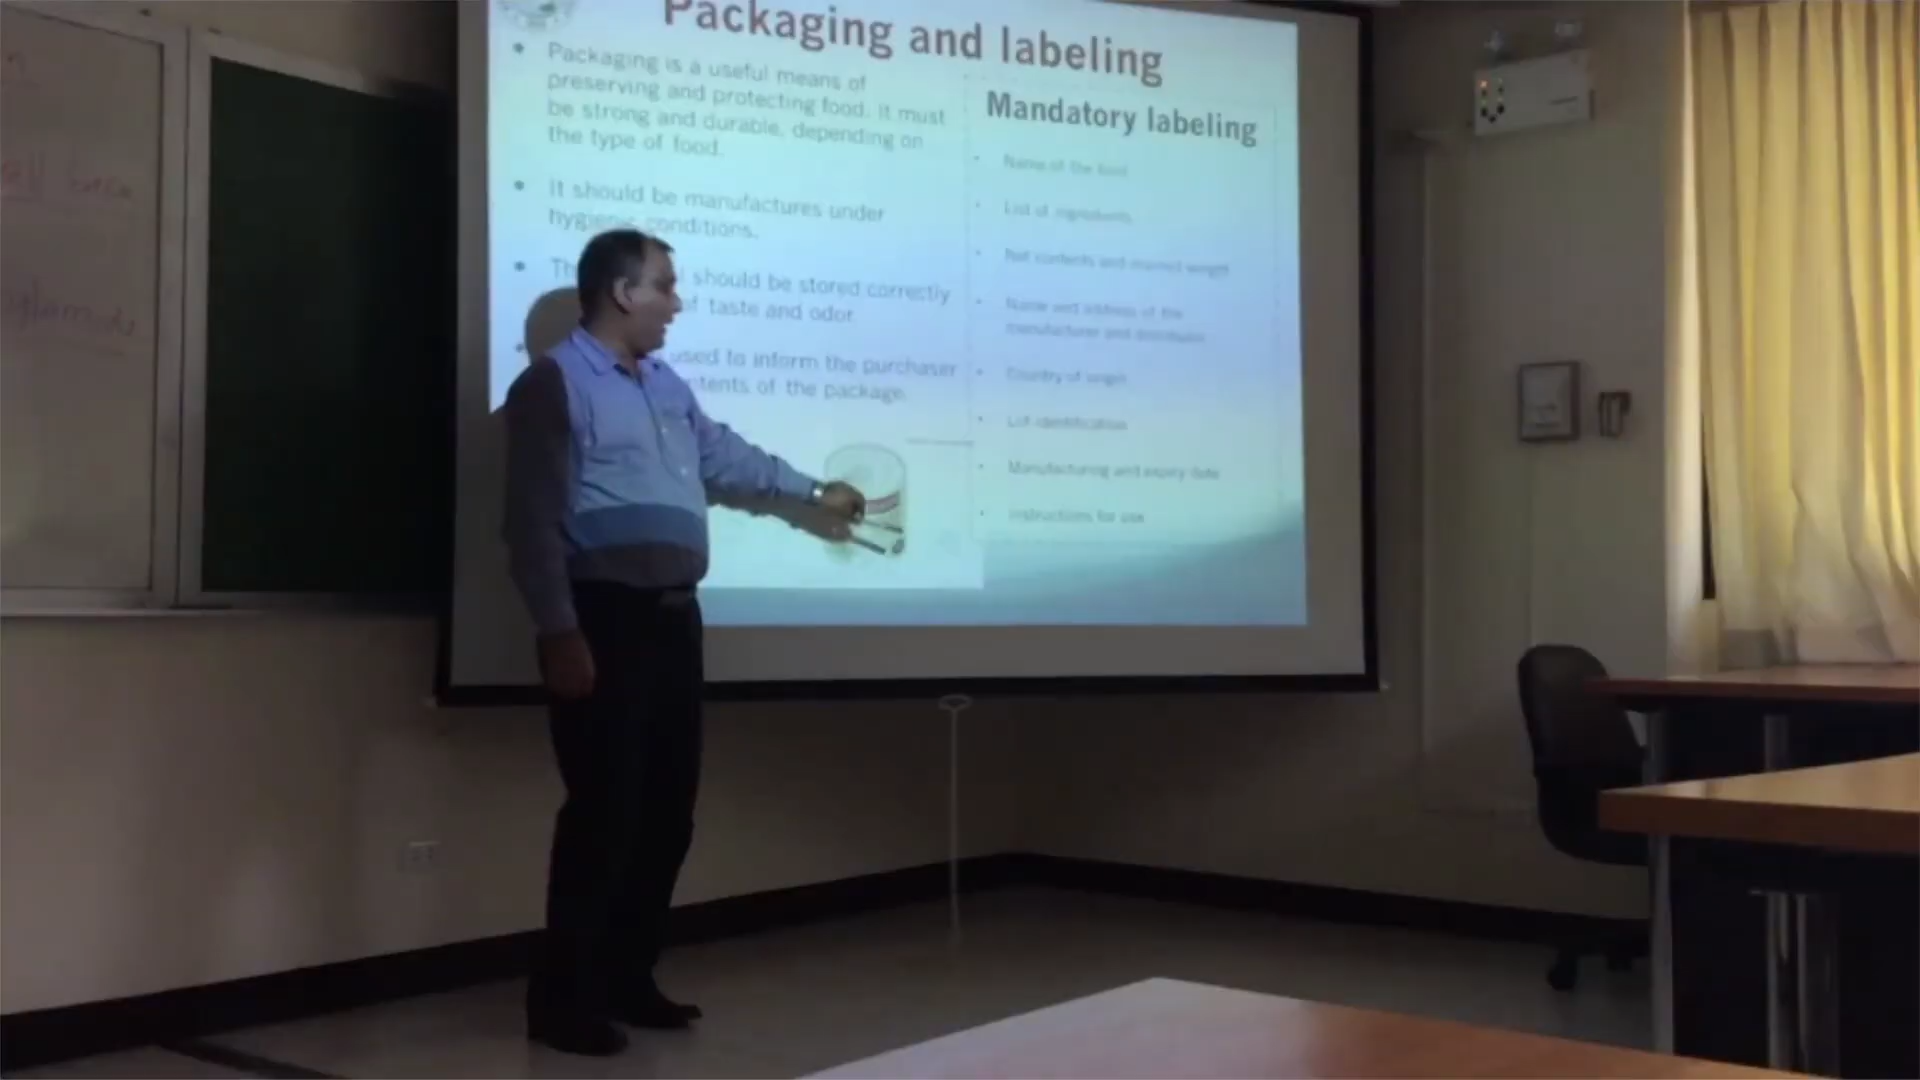 Packaging and labeling
Packaging is a useful means of
preserving and protecting food. It must
be strong and durable, depending on
the type of food.
It should be manufactures under
hygienic conditions.
should be stored correctly
of taste and odor
used to inform the purchaser
of the package.
Mandatory labeling
Name of the food
List of ingredients
Net contents and drained weight
Name and address of the
manufacturer and
Country of origin
Lot identification
Manufacturing and expiry date
Instructions for use